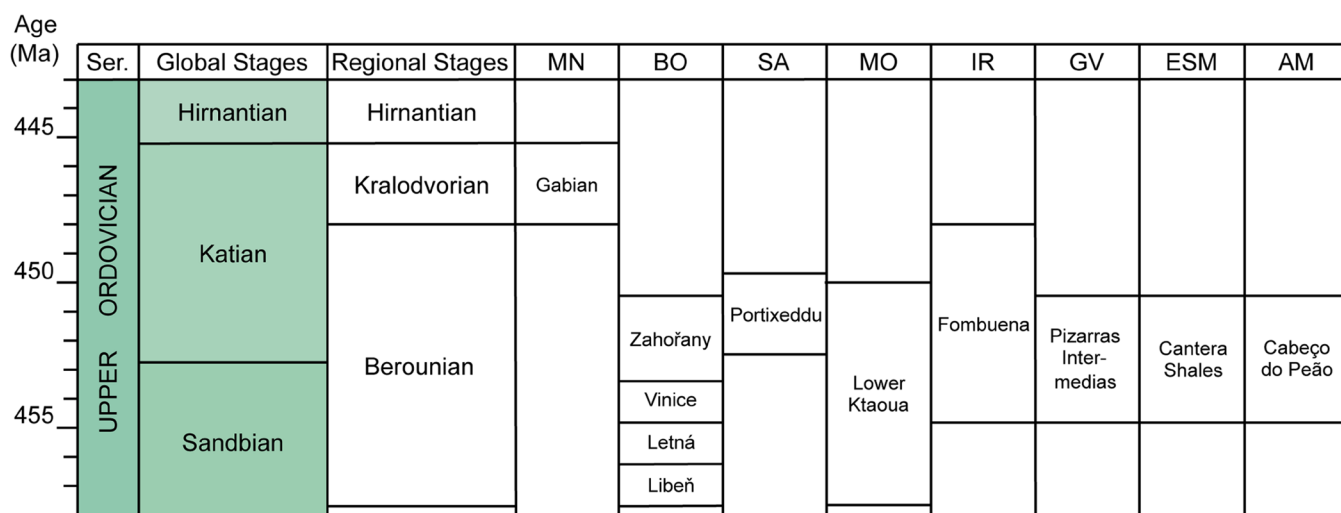 Age
(Ma)
Ser. Global Stages Regional Stages MN BO SA MO IR GV ESM AM
445
450
455
UPPER ORDOVICIAN
Hirnantian
Katian
Sandbian
Hirnantian
Kralodvorian
Berounian
Gabian
Zahořany
Vinice
Letná
Libeň
Portixeddu
Lower
Ktaoua
Fombuena
Pizarras
Inter-
medias
Cantera
Shales
Cabeço
do Peão